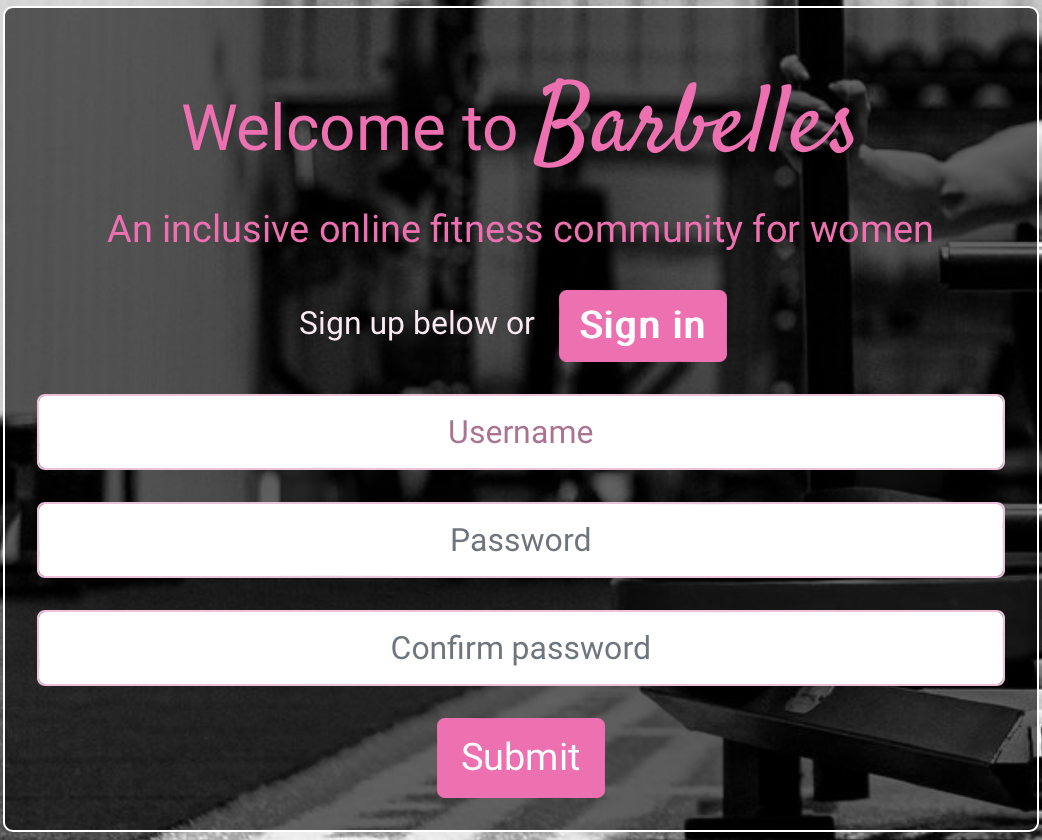 Welcome to Barbelles
An inclusive online fitness community for women
Sign up below or Sign in
Username
Password
Confirm password
Submit